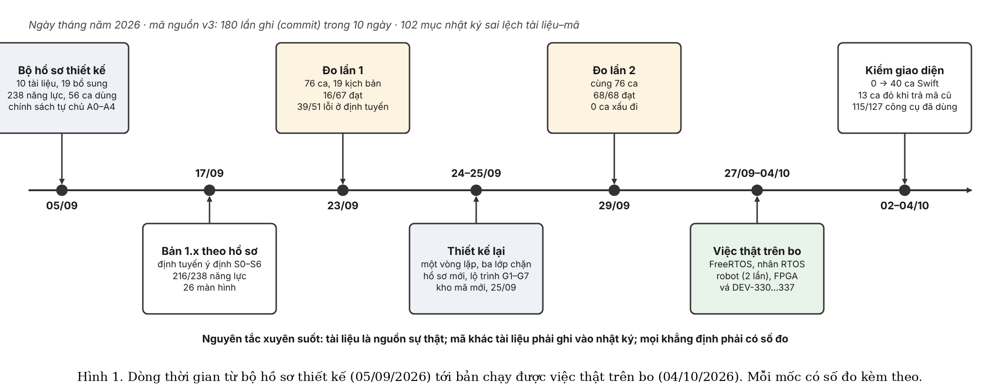 Ngày tháng năm 2026 · mã nguồn v3: 180 lần ghi (commit) trong 10 ngày · 102 mục nhật ký sai lệch tài liệu–mã
Bộ hồ sơ thiết kế
10 tài liệu, 19 bổ sung
238 năng lực, 56 ca dùng
chính sách tự chủ A0–A4
Đo lần 1
76 ca, 19 kịch bản
16/67 đạt
39/51 lỗi ở định tuyến
Đo lần 2
cùng 76 ca
68/68 đạt
0 ca xấu đi
Kiểm giao diện
0 → 40 ca Swift
13 ca đỏ khi trả mã cũ
115/127 công cụ đã dùng
17/09
24–25/09
27/09–04/10
05/09
23/09
29/09
02–04/10
Bản 1.x theo hồ sơ
định tuyến ý định S0–S6
216/238 năng lực
26 màn hình
Thiết kế lại
một vòng lặp, ba lớp chặn
hồ sơ mới, lộ trình G1–G7
kho mã mới, 25/09
Việc thật trên bo
FreeRTOS, nhân RTOS
robot (2 lần), FPGA
vá DEV-330…337
Nguyên tắc xuyên suốt: tài liệu là nguồn sự thật; mã khác tài liệu phải ghi vào nhật ký; mọi khẳng định phải có số đo
Hình 1. Dòng thời gian từ bộ hồ sơ thiết kế (05/09/2026) tới bản chạy được việc thật trên bo (04/10/2026). Mỗi mốc có số đo kèm theo.